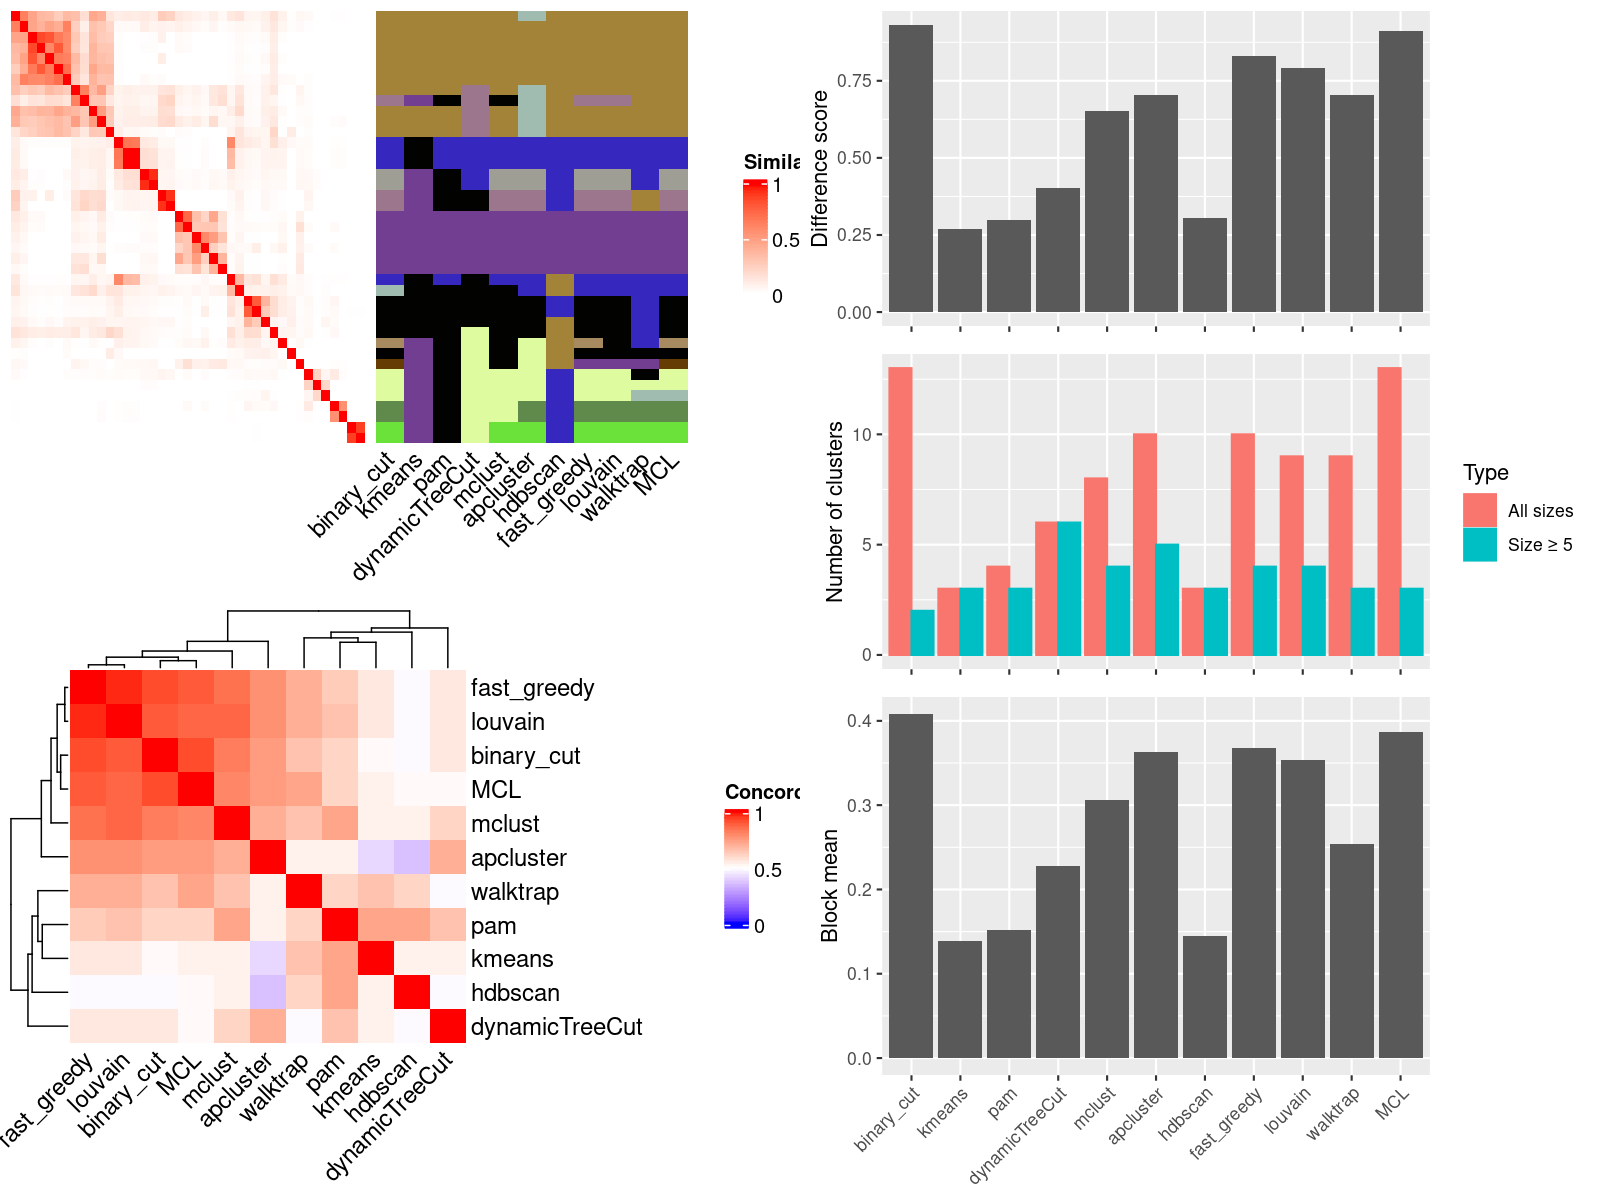 Simila
1
0.5
0
binary_cut
kmeans
pam
dynamicTreeCut
mclust
apcluster
hdbscan
fast_greedy
louvain
walktrap
MCL
Difference score
0.75
0.50
0.25
0.00
Number of clusters
10
5
0
Type
All sizes
Size ≥ 5
Block mean
0.4
0.3
0.2
0.1
0.0
binary_cut
kmeans
pam
dynamicTreeCut
mclust
apcluster
hdbscan
fast_greedy
louvain
walktrap
MCL
fast_greedy
louvain
binary_cut
MCL
mclust
apcluster
walktrap
pam
kmeans
hdbscan
dynamicTreeCut
Concord
1
0.5
0
fast_greedy
louvain
binary_cut
MCL
mclust
apcluster
walktrap
pam
kmeans
hdbscan
dynamicTreeCut